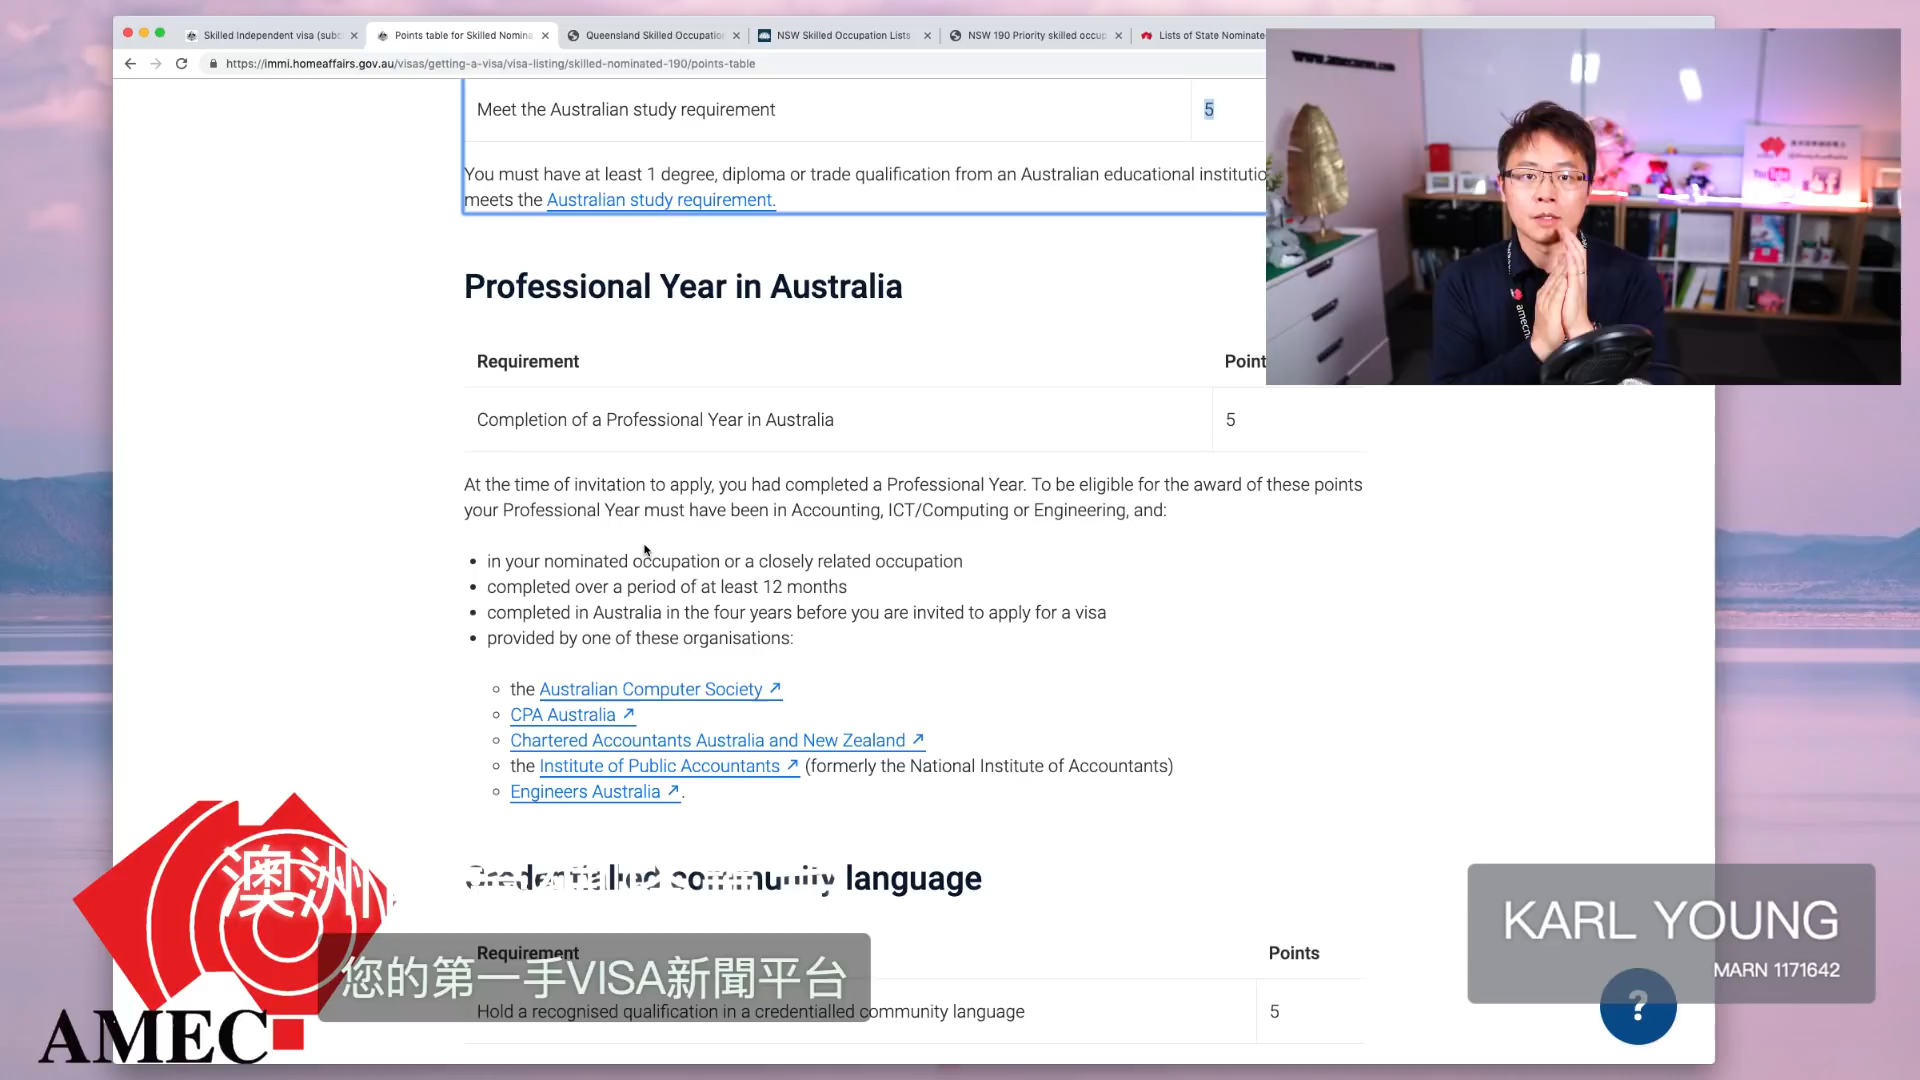 Skilled Independent visa (subc
Points table for Skilled Nomina
Queensland Skilled Occupatio
NSW Skilled Occupation Lists
NSW 190 Priority skilled occup
Lists of State Nominate
https://immi.homeaffairs.gov.au/visas/getting-a-visa/visa-listing/skilled-nominated-190/points-table
www.amecnews.com
Meet the Australian study requirement 5
You must have at least 1 degree, diploma or trade qualification from an Australian educational institutio
meets the Australian study requirement.
Professional Year in Australia
Requirement Point
Completion of a Professional Year in Australia 5
At the time of invitation to apply, you had completed a Professional Year. To be eligible for the award of these points
your Professional Year must have been in Accounting, ICT/Computing or Engineering, and:
in your nominated occupation or a closely related occupation
completed over a period of at least 12 months
completed in Australia in the four years before you are invited to apply for a visa
provided by one of these organisations:
the Australian Computer Society
CPA Australia
Chartered Accountants Australia and New Zealand
the Institute of Public Accountants (formerly the National Institute of Accountants)
Engineers Australia.
澳洲
language
Requirement Points
您的第一手VISA新聞平台
Hold a recognised qualification in a credentialled community language 5
AMEC
KARL YOUNG
MARN 1171642
?